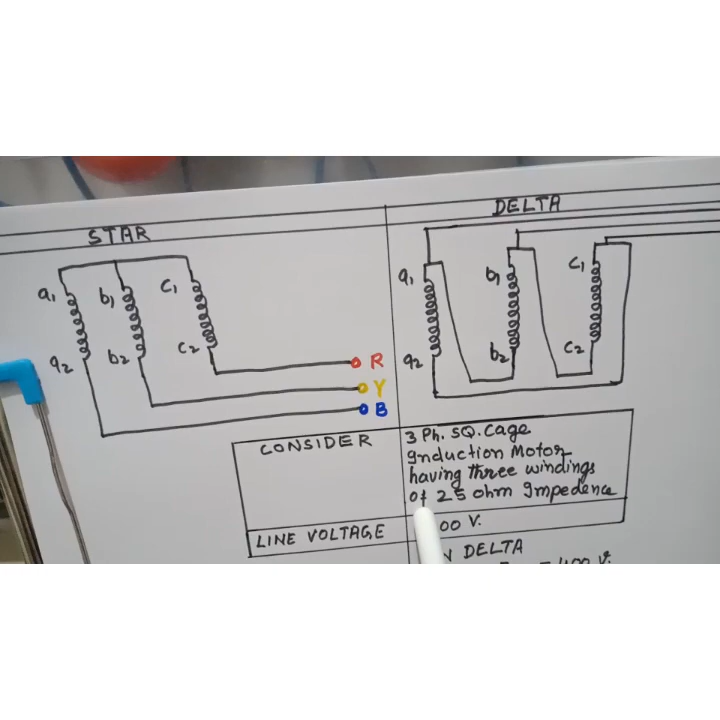 STAR
DELTA
a1
b1
c1
a2
b2
c2
R
Y
B
a1
b1
c1
a2
b2
c2
CONSIDER
3 Ph. SQ. Cage
Induction Motor
having three windings
of 25 ohm Impedence
LINE VOLTAGE
00 V.
DELTA